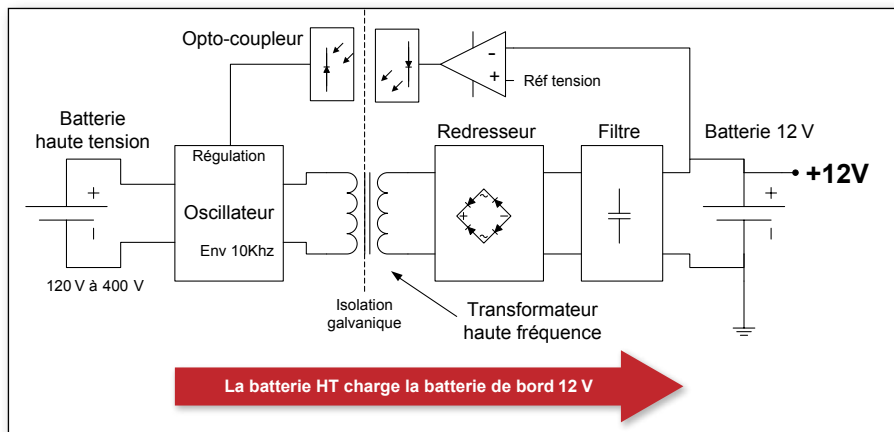 Opto-coupleur
-
+
Réf tension
Batterie
haute tension
Redresseur
Filtre
Batterie 12 V
Régulation
+12V
+
Oscillateur
+
~
-
~
+
Env 10Khz
120 V à 400 V
Isolation
galvanique
Transformateur
haute fréquence
La batterie HT charge la batterie de bord 12 V